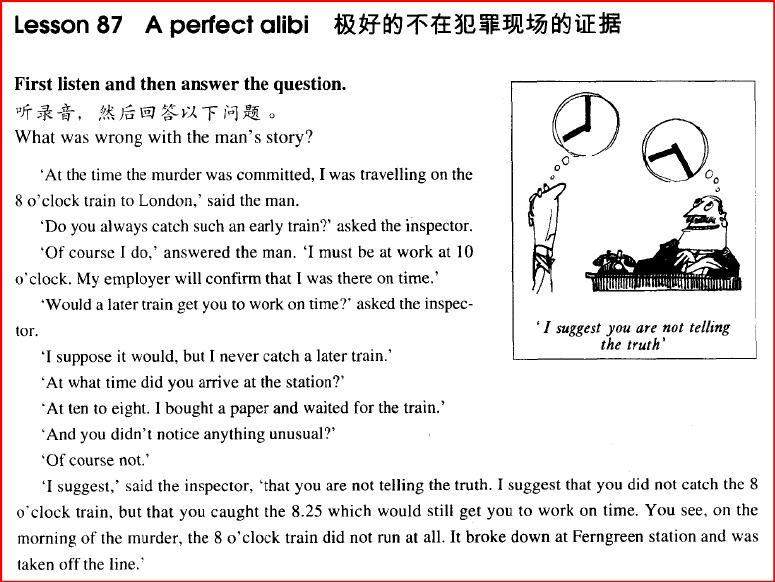 Lesson 87 A perfect alibi 极好的不在犯罪现场的证据
First listen and then answer the question.
听录音，然后回答以下问题。
What was wrong with the man's story?
'At the time the murder was committed, I was travelling on the
8 o'clock train to London,' said the man.
'Do you always catch such an early train?' asked the inspector.
'Of course I do,' answered the man. 'I must be at work at 10
o'clock. My employer will confirm that I was there on time.'
'Would a later train get you to work on time?' asked the inspec-
tor.
'I suppose it would, but I never catch a later train.'
'At what time did you arrive at the station?'
'At ten to eight. I bought a paper and waited for the train.'
'And you didn't notice anything unusual?'
'Of course not.'
'I suggest,' said the inspector, 'that you are not telling the truth. I suggest that you did not catch the 8
o'clock train, but that you caught the 8.25 which would still get you to work on time. You see, on the
morning of the murder, the 8 o'clock train did not run at all. It broke down at Ferngreen station and was
taken off the line.'
'I suggest you are not telling
the truth'